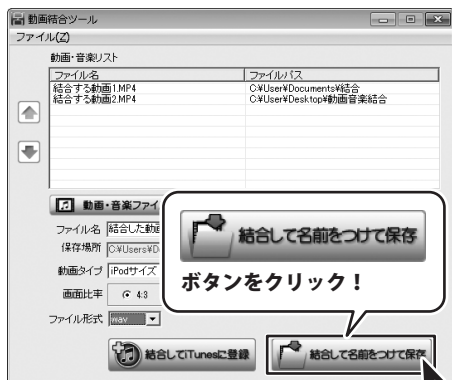 動画結合ツール
ファイル(Z)
動画・音楽リスト
ファイル名 ファイルパス
結合する動画1.MP4 C:¥User¥Documents¥結合
結合する動画2.MP4 C:¥User¥Desktop¥動画音楽結合
動画・音楽ファイ
ファイル名 結合した動画
保存場所 C:¥Users¥D
動画タイプ iPodサイズ
画面比率 4:3
ファイル形式 wav
結合して名前をつけて保存
ボタンをクリック!
結合してiTunesに登録
結合して名前をつけて保存